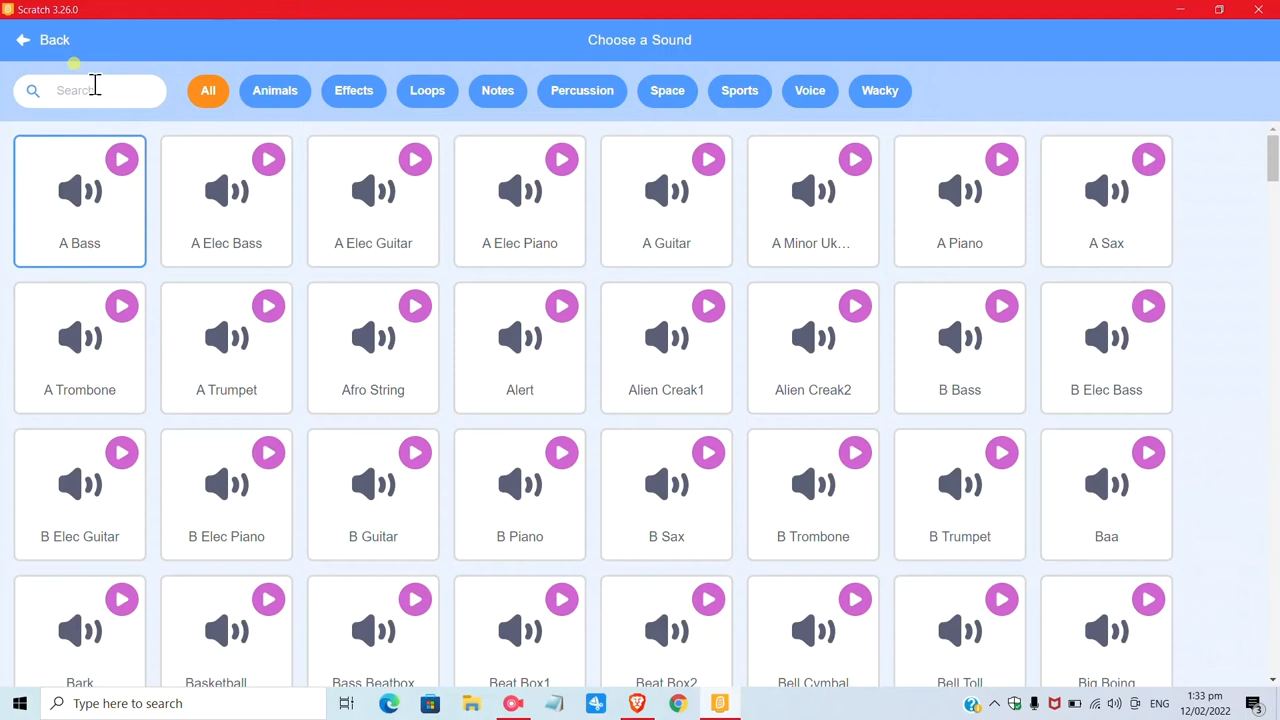 Scratch 3.26.0
Back
Choose a Sound
Search
All
Animals
Effects
Loops
Notes
Percussion
Space
Sports
Voice
Wacky
A Bass
A Elec Bass
A Elec Guitar
A Elec Piano
A Guitar
A Minor Uk...
A Piano
A Sax
A Trombone
A Trumpet
Afro String
Alert
Alien Creak1
Alien Creak2
B Bass
B Elec Bass
B Elec Guitar
B Elec Piano
B Guitar
B Piano
B Sax
B Trombone
B Trumpet
Baa
Bark
Basketball
Bass Beatbox
Beat Box1
Beat Box2
Bell Cymbal
Bell Toll
Big Boing
Type here to search
ENG
1:33 pm
12/02/2022
3